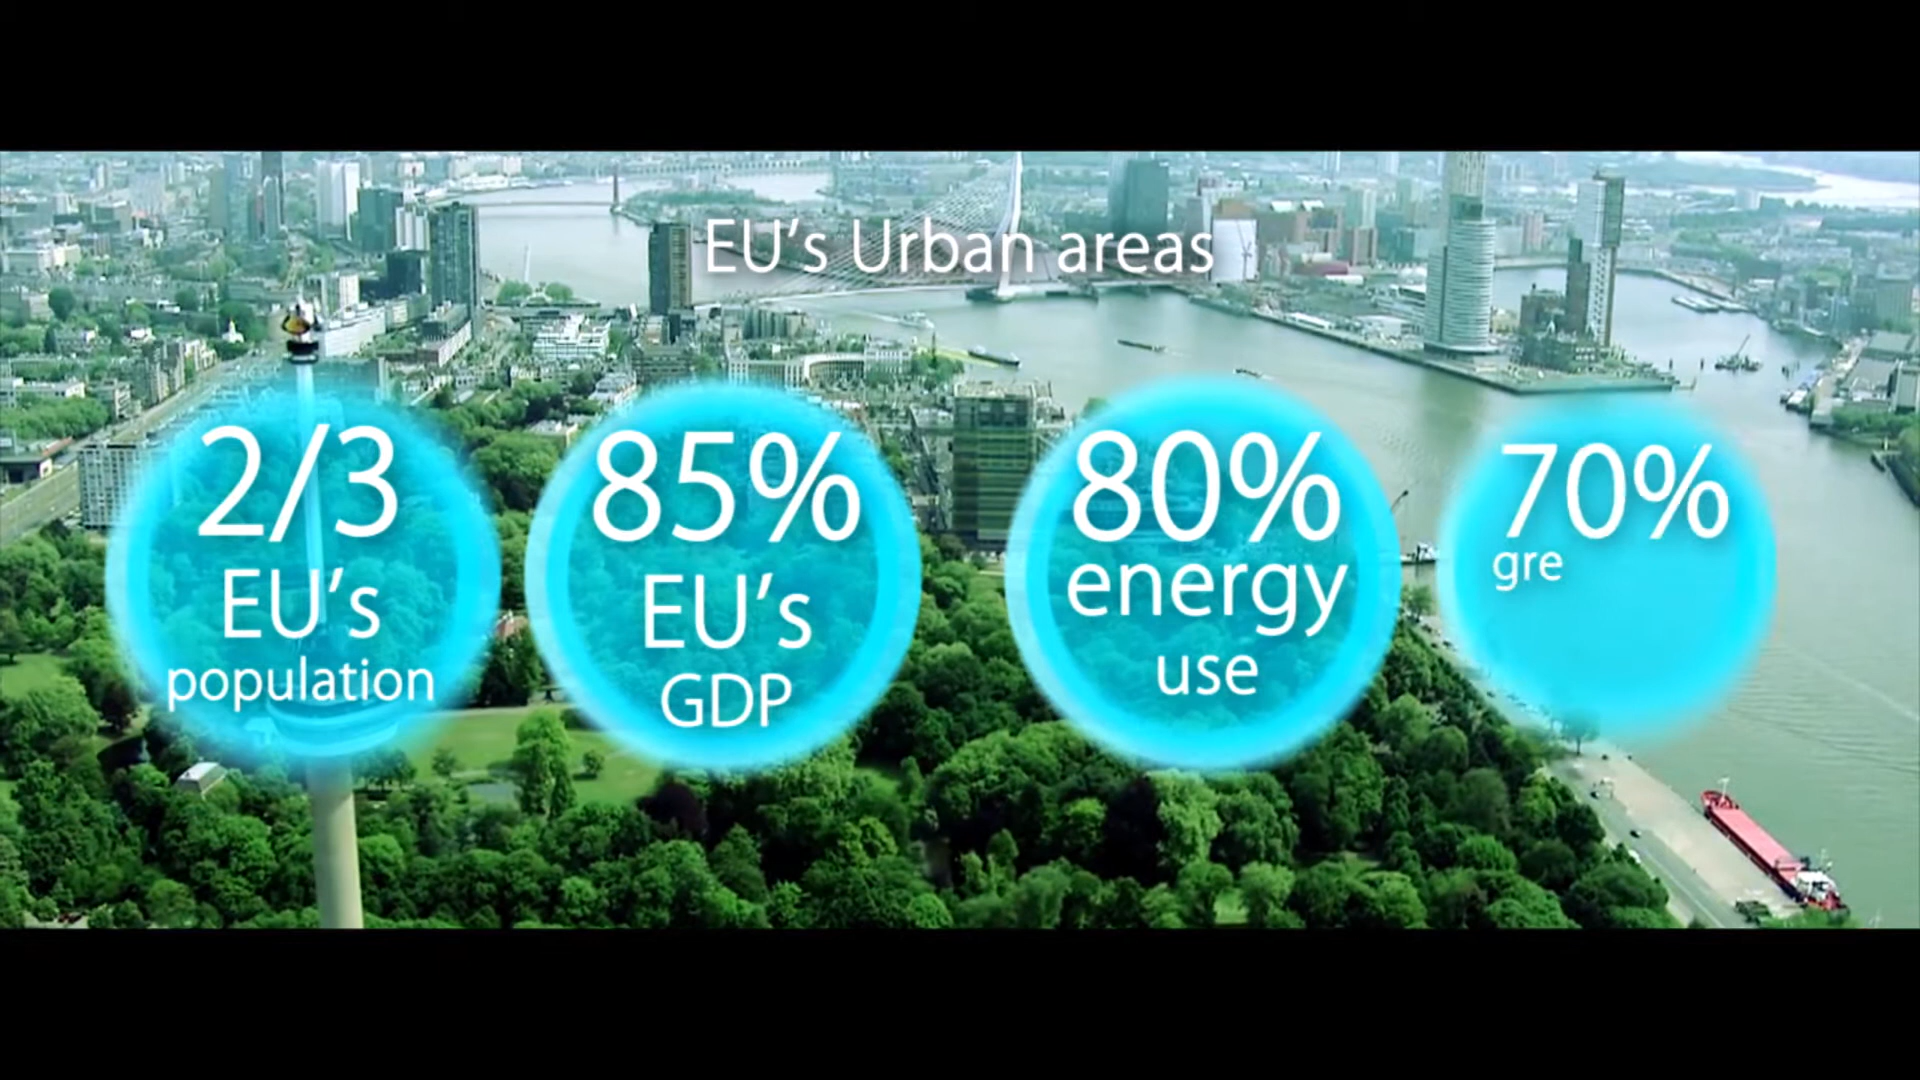 EU's Urban areas
2/3
EU's
population
85%
EU's
GDP
80%
energy
use
70%
gre